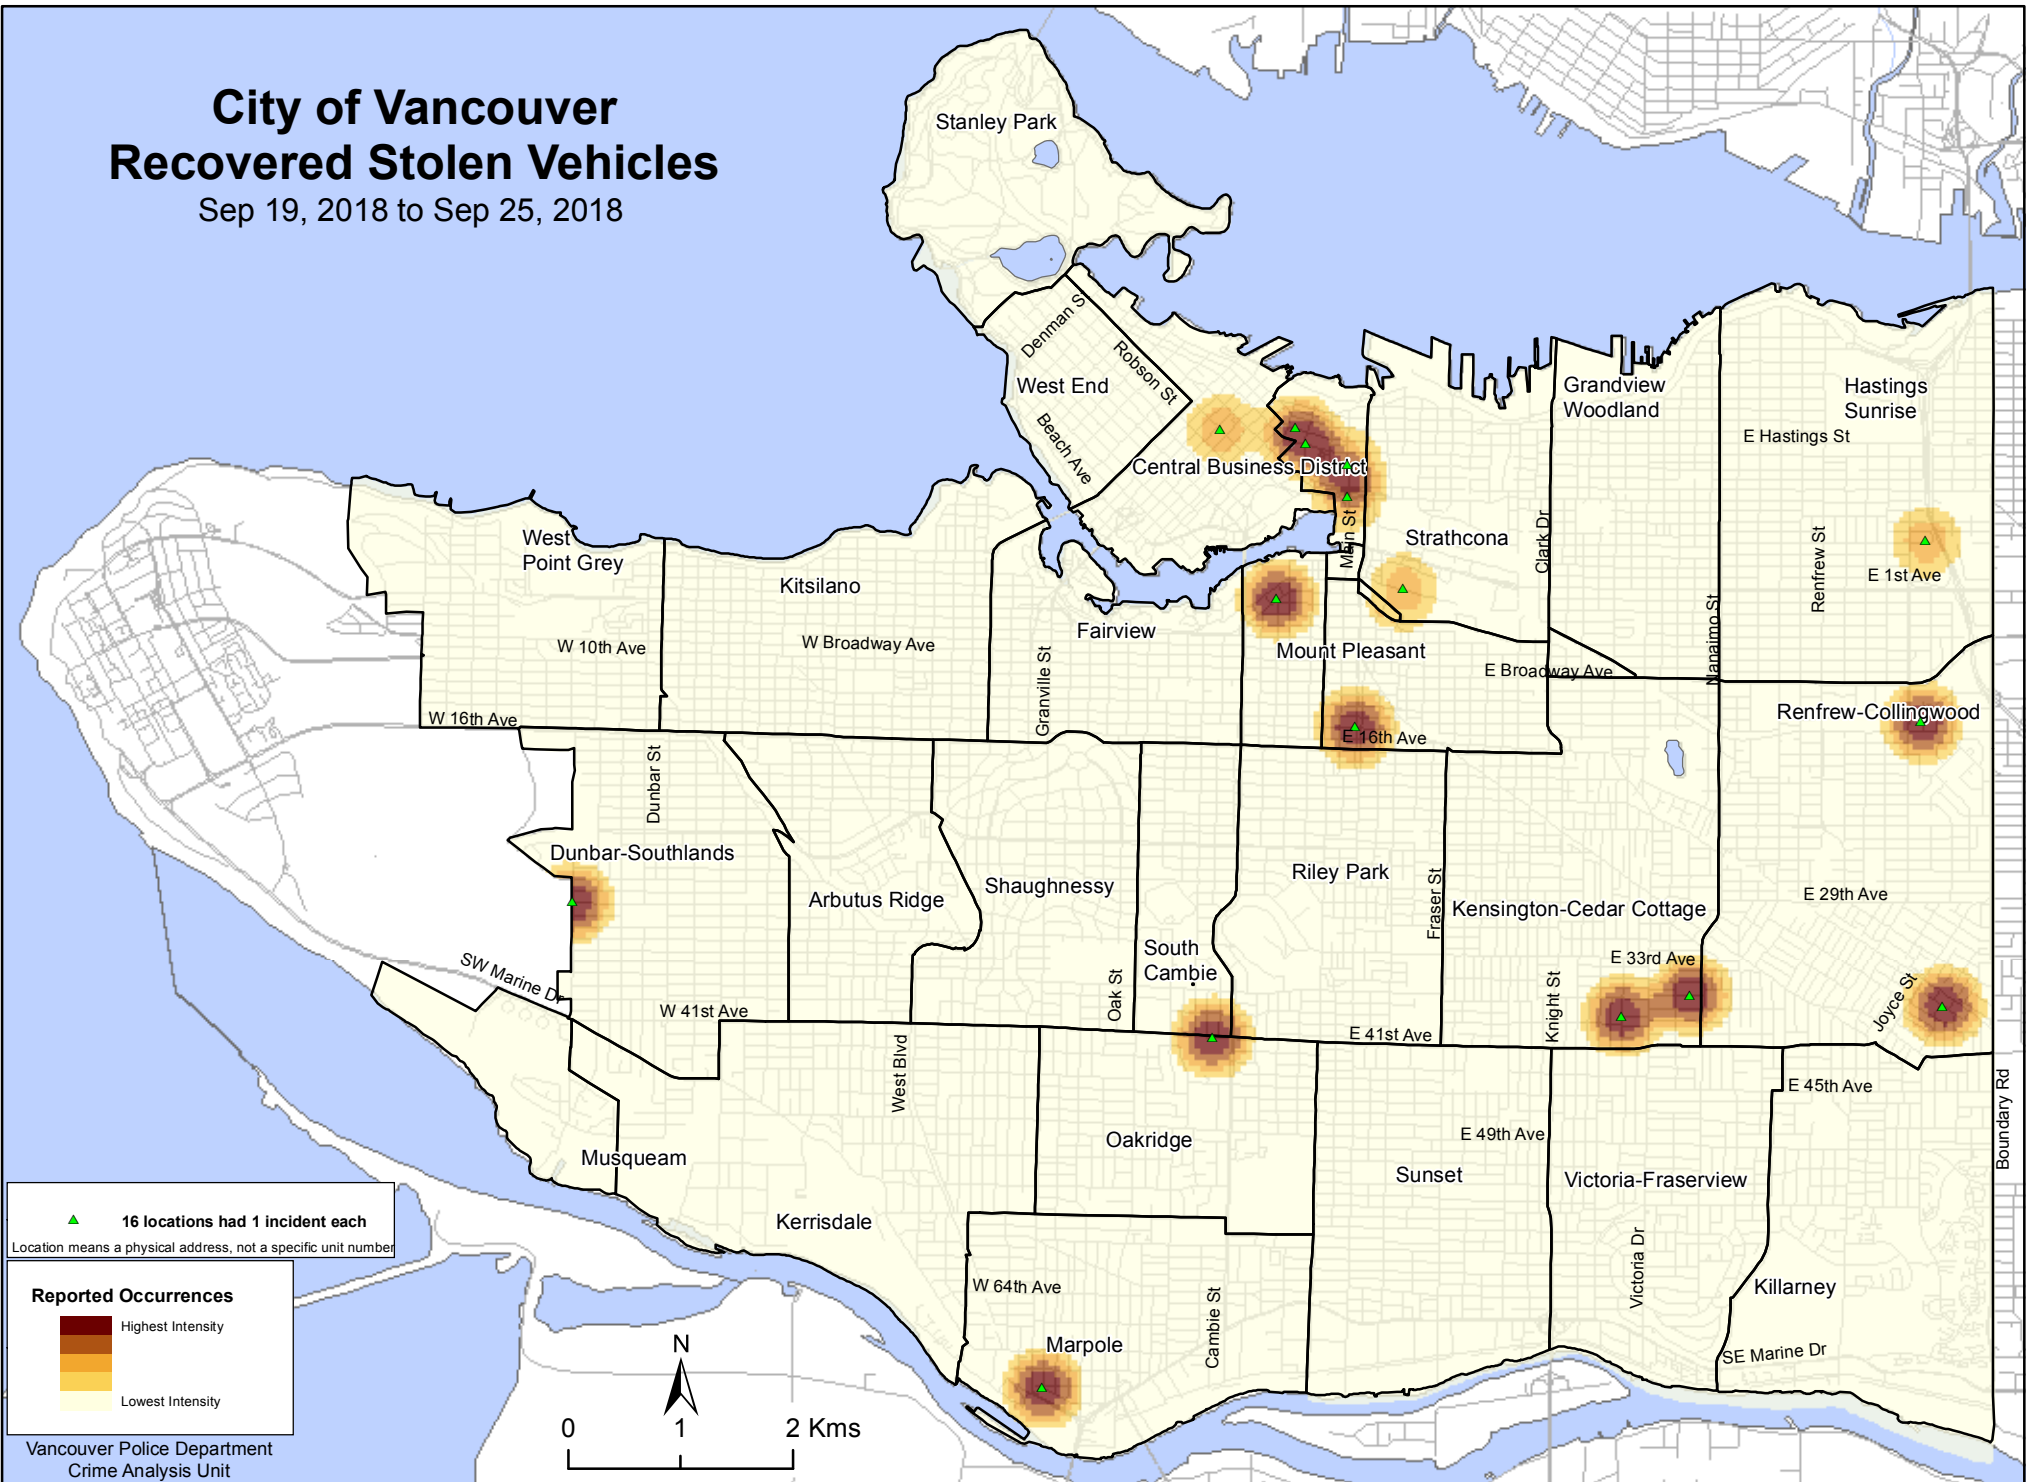 City of Vancouver
Recovered Stolen Vehicles
Sep 19, 2018 to Sep 25, 2018
Stanley Park
Denman S
Robson St
West End
Beach Ave
Central Business District
Grandview
Woodland
Hastings
Sunrise
E Hastings St
Main St
Strathcona
Clark Dr
Nanaimo St
Renfrew St
E 1st Ave
West
Point Grey
Kitsilano
Fairview
W 10th Ave
W Broadway Ave
Granville St
Mount Pleasant
E Broadway Ave
W 16th Ave
E 16th Ave
Renfrew-Collingwood
Dunbar St
Dunbar-Southlands
Arbutus Ridge
Shaughnessy
Riley Park
Fraser St
Kensington-Cedar Cottage
E 29th Ave
South
Cambie
Oak St
E 33rd Ave
Knight St
Joyce St
SW Marine Dr
W 41st Ave
E 41st Ave
West Blvd
E 45th Ave
Boundary Rd
Musqueam
Oakridge
E 49th Ave
Sunset
Victoria-Fraserview
Kerrisdale
W 64th Ave
Cambie St
Victoria Dr
Killarney
Marpole
SE Marine Dr
16 locations had 1 incident each
Location means a physical address, not a specific unit number
Reported Occurrences
Highest Intensity
Lowest Intensity
N
0 1 2 Kms
Vancouver Police Department
Crime Analysis Unit